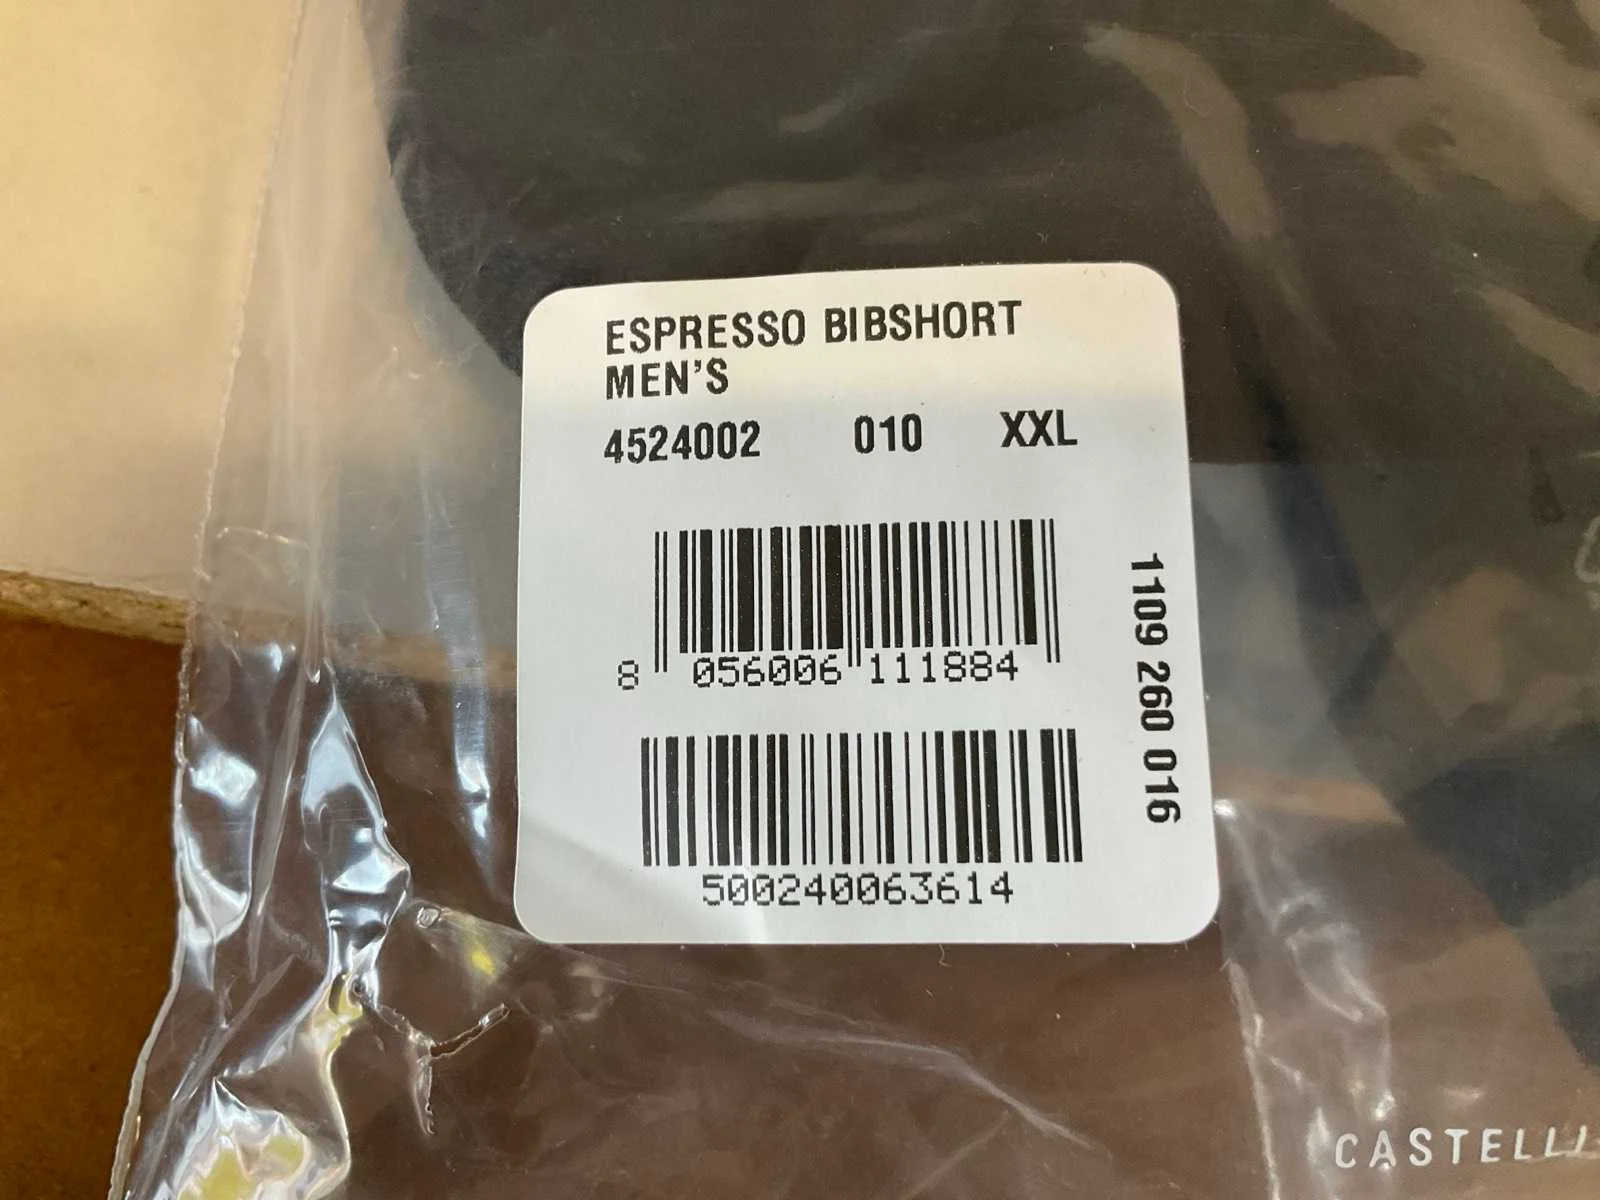 ESPRESSO BIBSHORT
MEN'S
4524002 010 XXL
8 056006 111884
500240063614
1109 260 016
CASTELLI